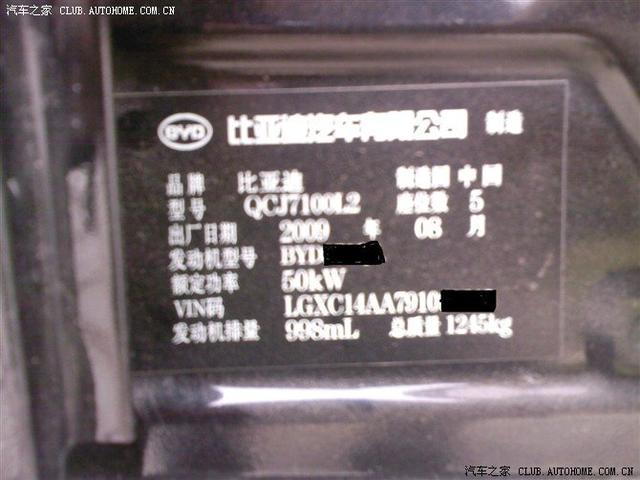 汽车之家 CLUB.AUTOHOME.COM.CN
BYD 比亚迪汽车有限公司 制造
品牌 比亚迪 制造国 中国
型号 QCJ7100L2 座位数 5
出厂日期 2009 年 08 月
发动机型号 BYD
额定功率 50kW
VIN码 LGXC14AA7910
发动机排量 998mL 总质量 1245kg
汽车之家 CLUB.AUTOHOME.COM.CN